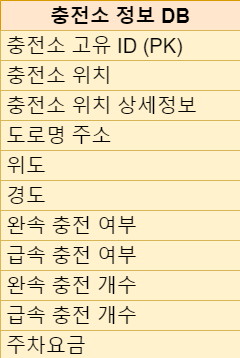 충전소 정보 DB
충전소 고유 ID (PK)
충전소 위치
충전소 위치 상세정보
도로명 주소
위도
경도
완속 충전 여부
급속 충전 여부
완속 충전 개수
급속 충전 개수
주차요금